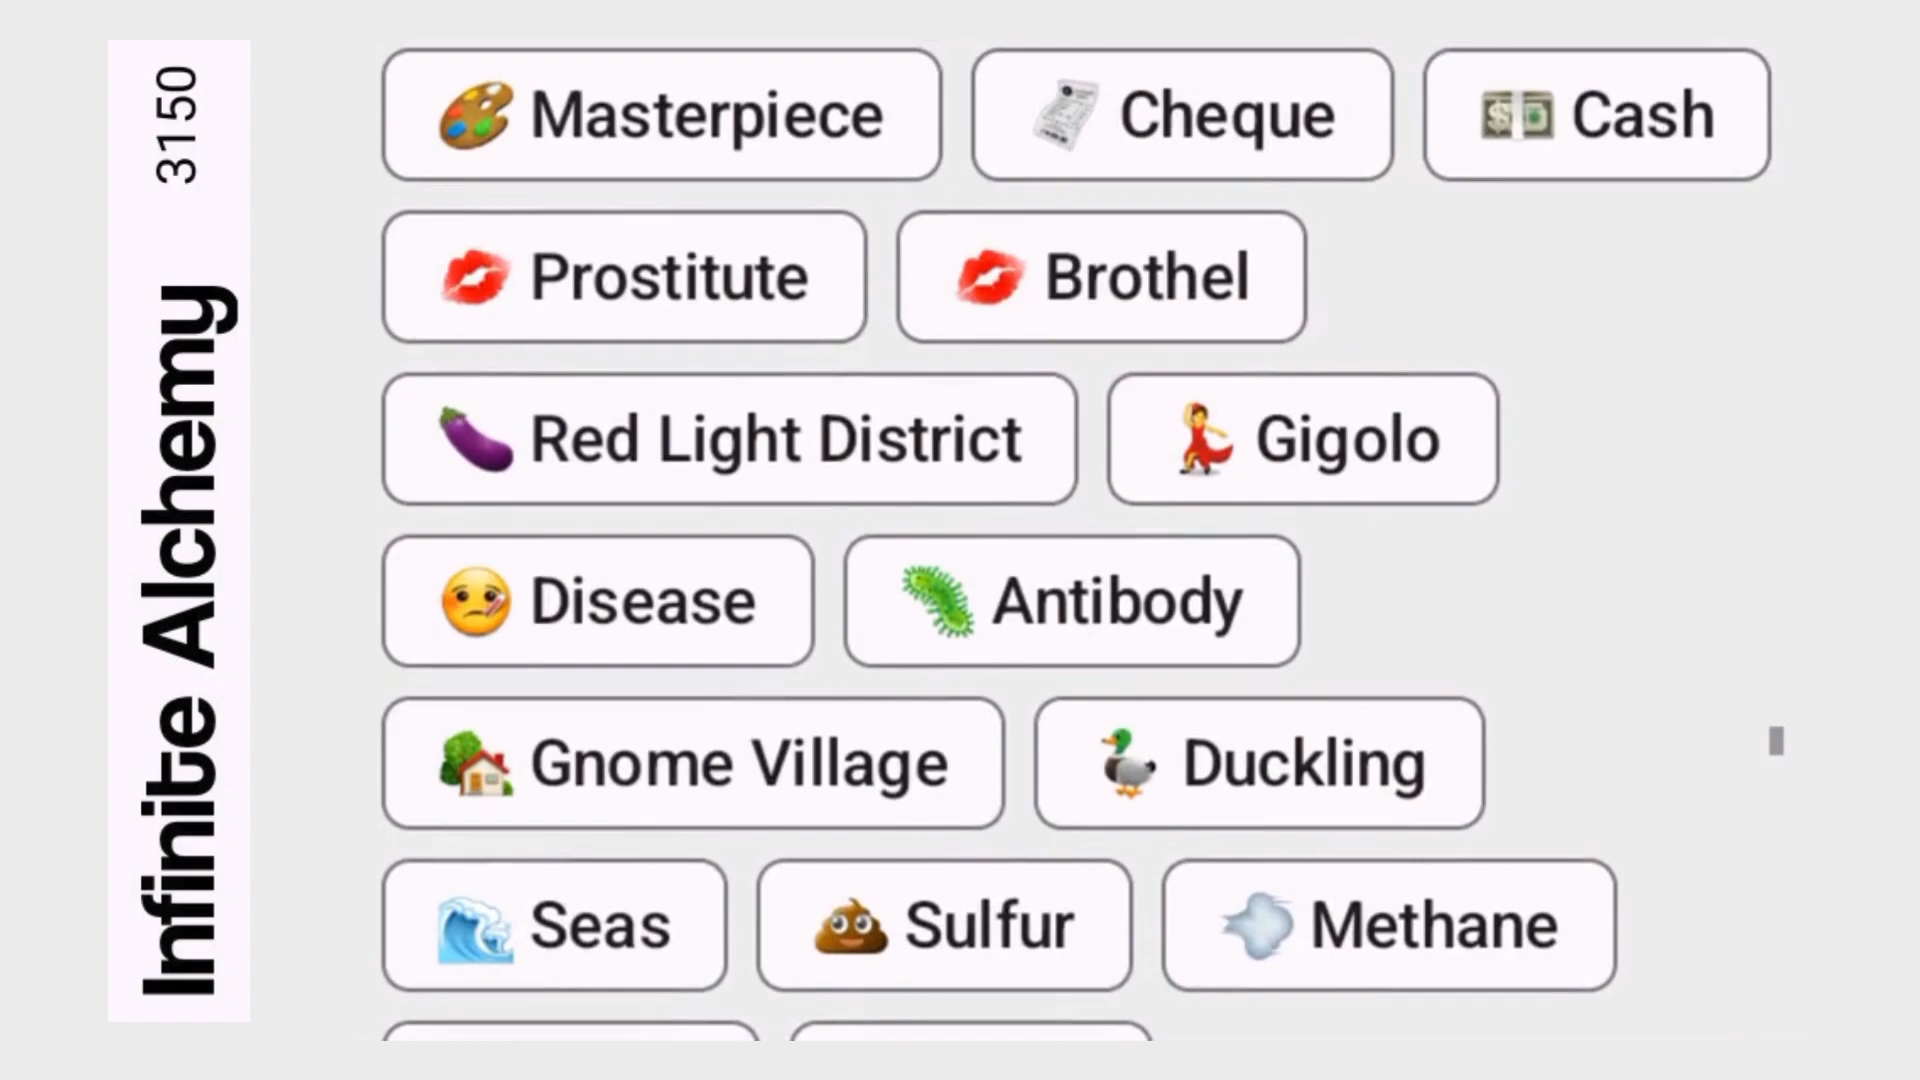 Infinite Alchemy 3150
Masterpiece Cheque Cash
Prostitute Brothel
Red Light District Gigolo
Disease Antibody
Gnome Village Duckling
Seas Sulfur Methane